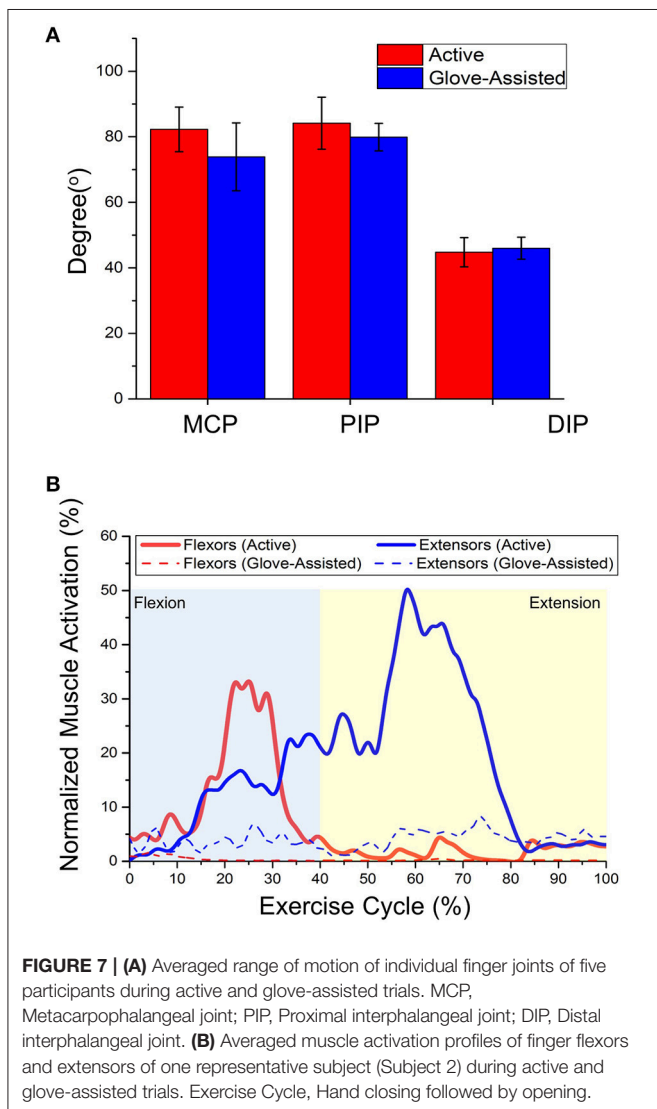 A
Active
Glove-Assisted
100
80
60
40
20
0
Degree(°)
MCP PIP DIP
B
60
50
40
30
20
10
0
Normalized Muscle Activation (%)
Flexors (Active) Extensors (Active)
Flexors (Glove-Assisted) Extensors (Glove-Assisted)
Flexion Extension
0 10 20 30 40 50 60 70 80 90 100
Exercise Cycle (%)
FIGURE 7 | (A) Averaged range of motion of individual finger joints of five
participants during active and glove-assisted trials. MCP,
Metacarpophalangeal joint; PIP, Proximal interphalangeal joint; DIP, Distal
interphalangeal joint. (B) Averaged muscle activation profiles of finger flexors
and extensors of one representative subject (Subject 2) during active and
glove-assisted trials. Exercise Cycle, Hand closing followed by opening.